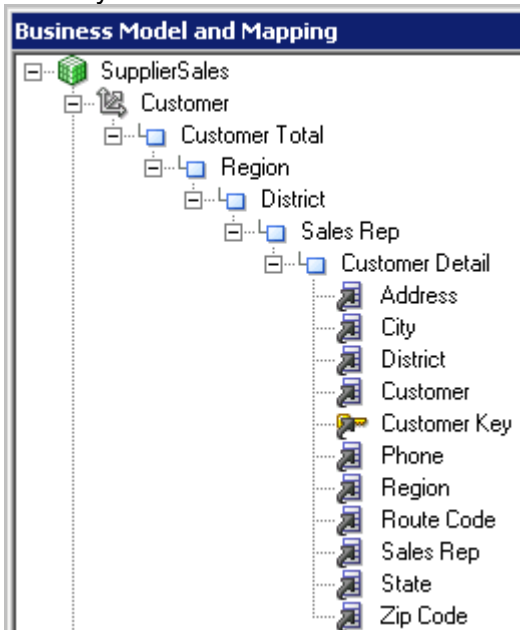 Business Model and Mapping
SupplierSales
Customer
Customer Total
Region
District
Sales Rep
Customer Detail
Address
City
District
Customer
Customer Key
Phone
Region
Route Code
Sales Rep
State
Zip Code